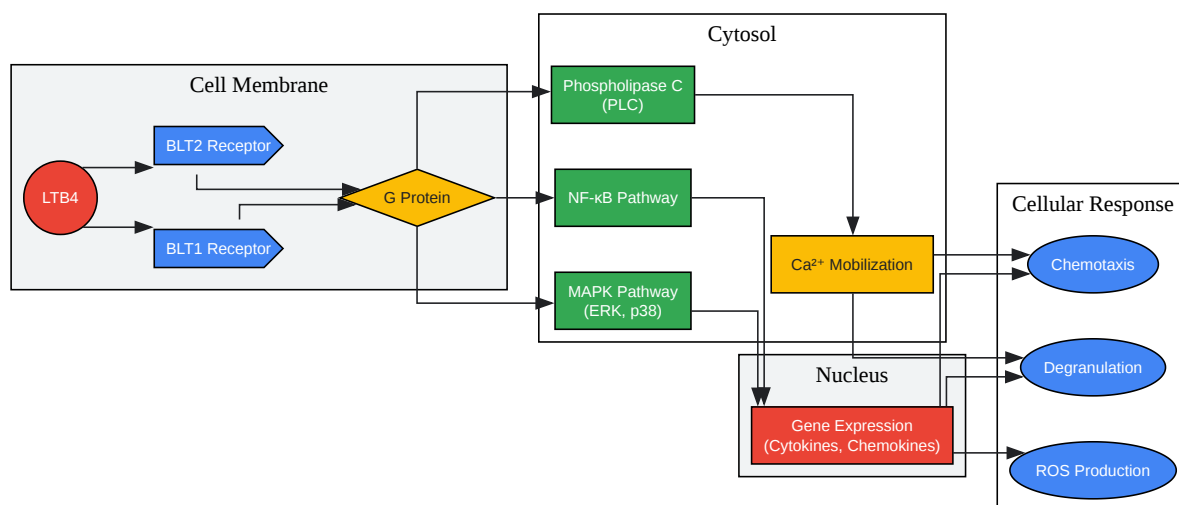 Cell Membrane
LTB4
BLT2 Receptor
BLT1 Receptor
G Protein
Cytosol
Phospholipase C
(PLC)
NF-κB Pathway
MAPK Pathway
(ERK, p38)
Ca²⁺ Mobilization
Nucleus
Gene Expression
(Cytokines, Chemokines)
Cellular Response
Chemotaxis
Degranulation
ROS Production